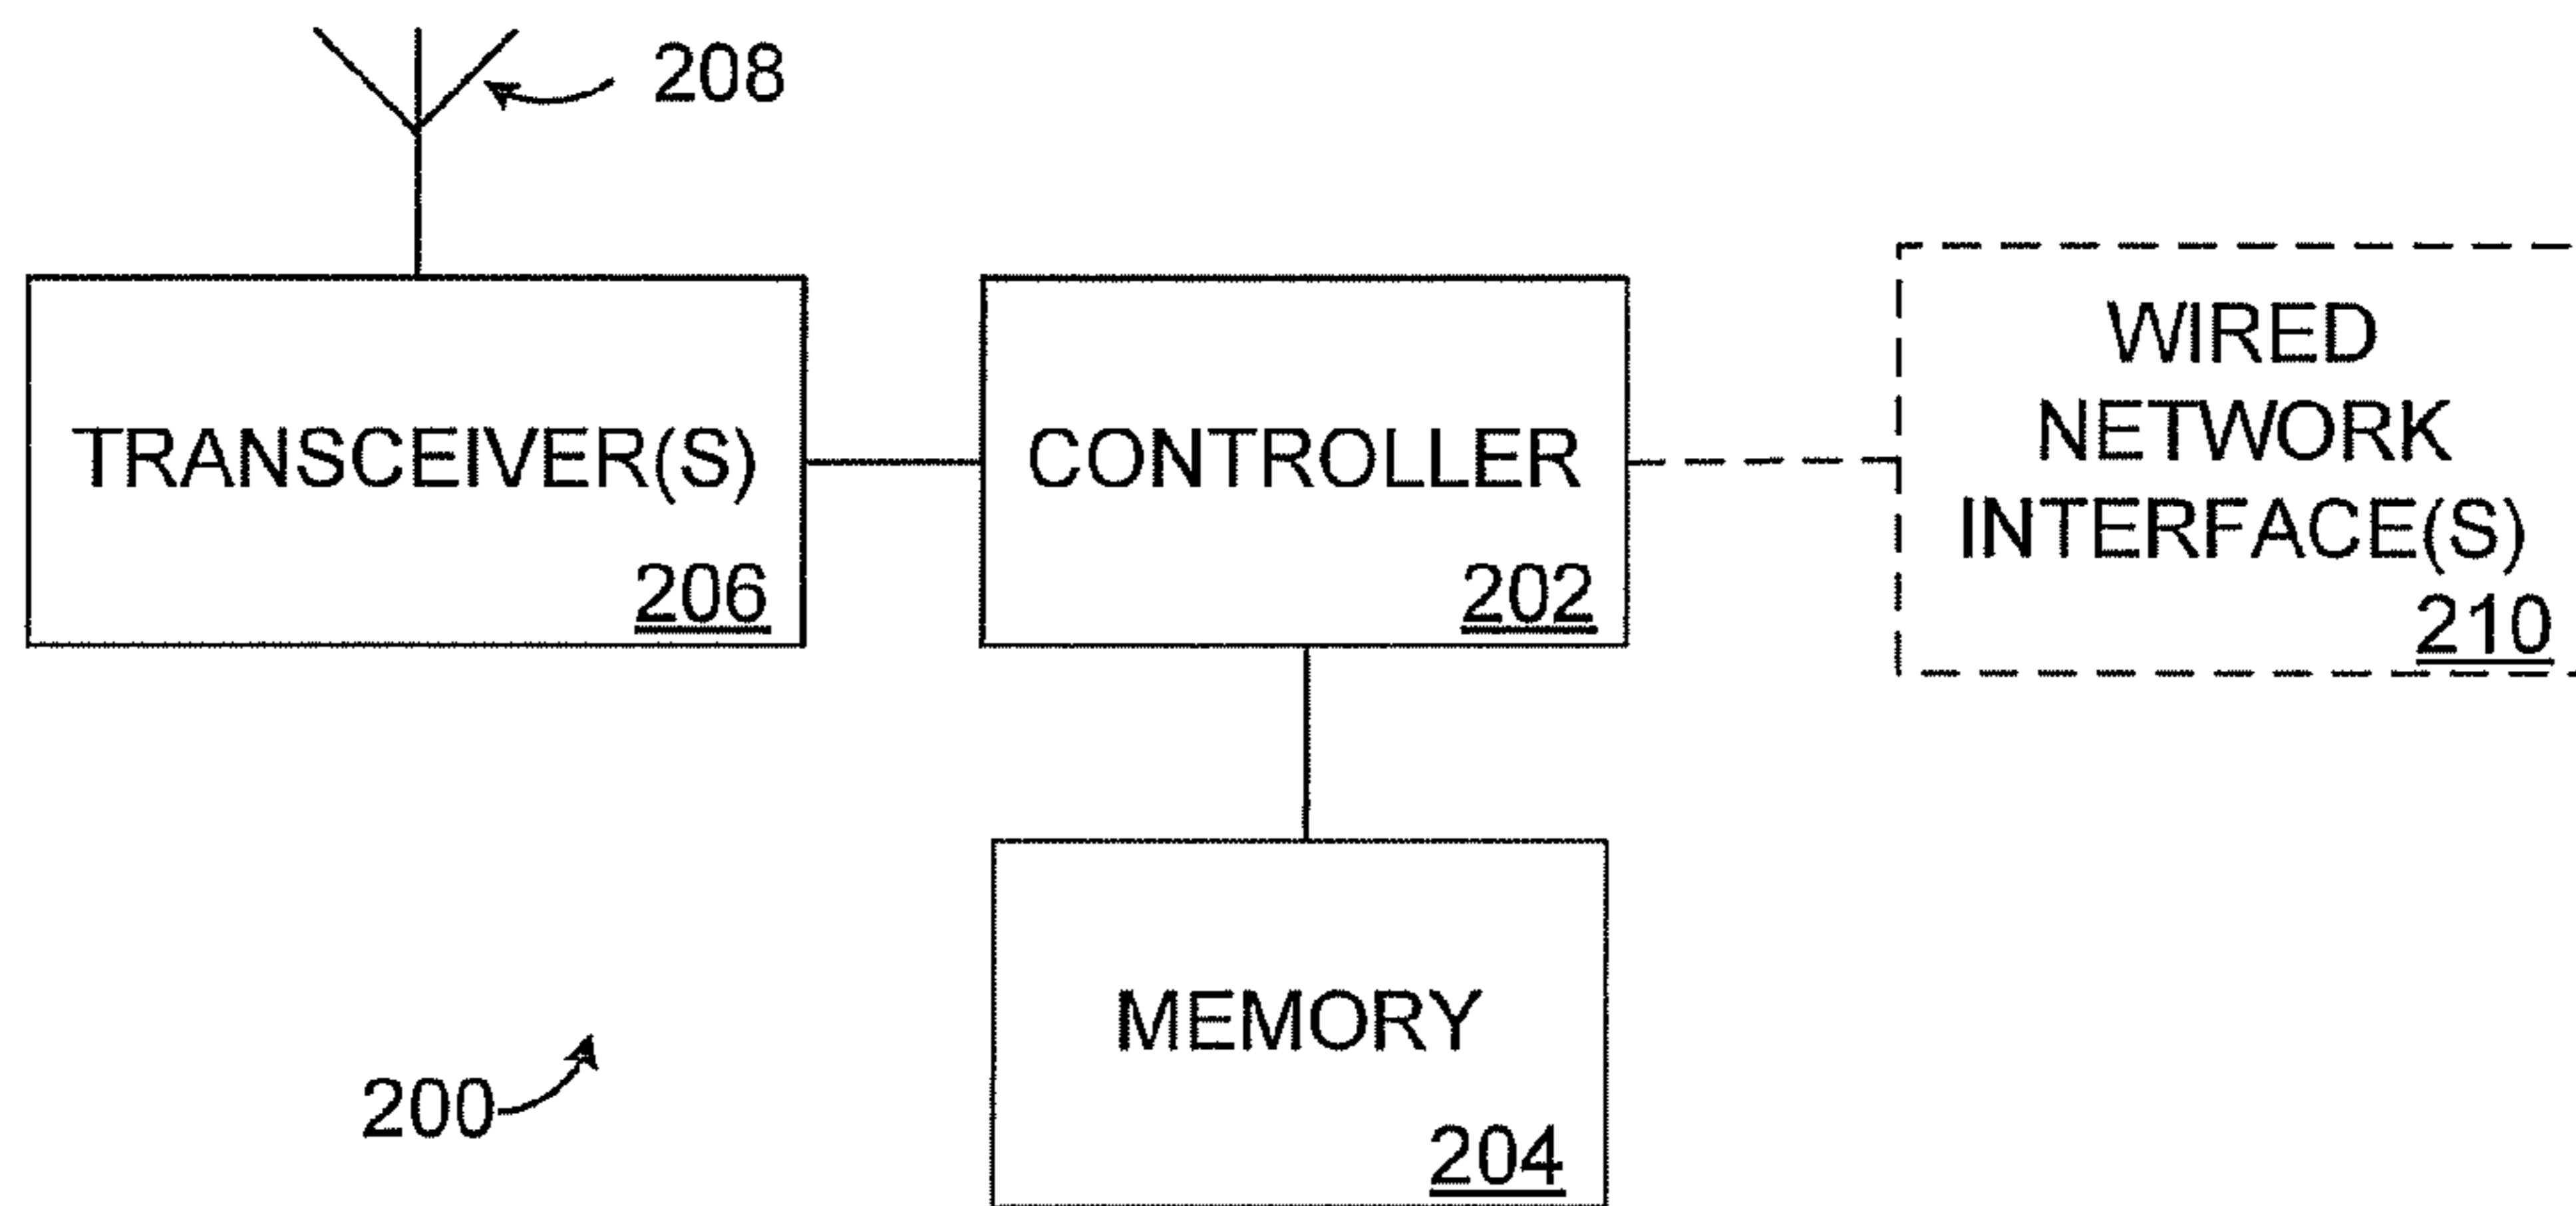 208
TRANSCEIVER(S)
206
CONTROLLER
202
WIRED
NETWORK
INTERFACE(S)
210
MEMORY
204
200